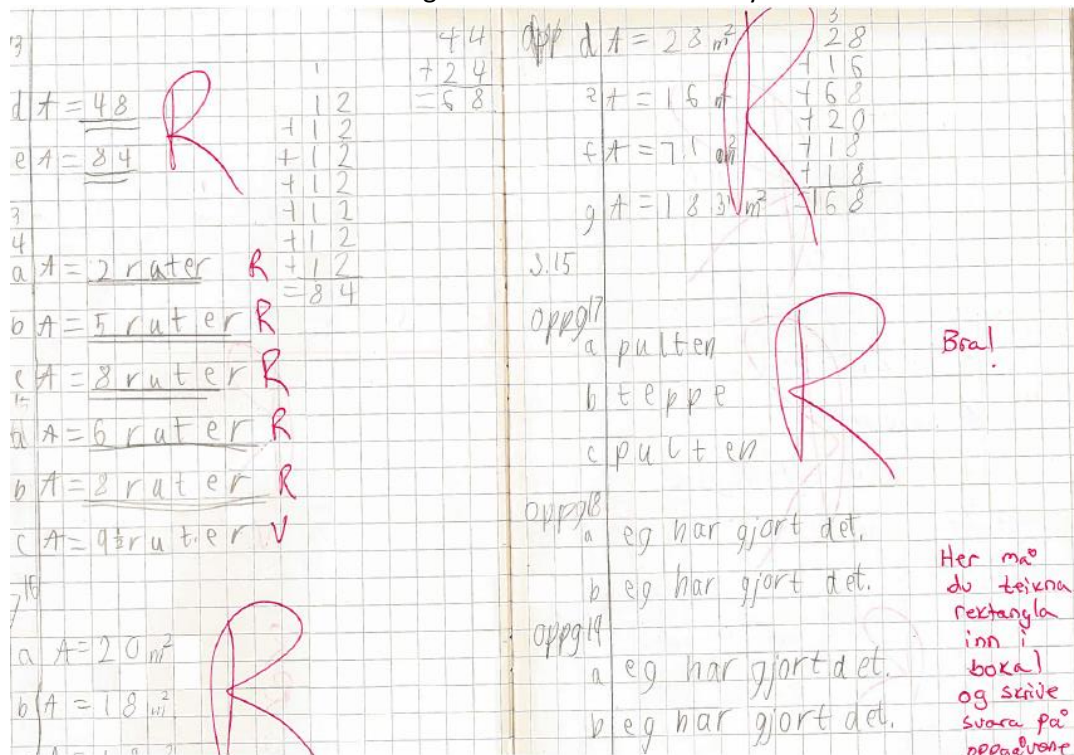 d A = 48 R
e A = 84
44
+24
=68
12
+12
+12
+12
+12
+12
+12
=84
3
4
a A = 2 ruter R
b A = 5 ruter R
c A = 8 ruter R
a A = 6 ruter R
b A = 8 ruter R
c A = 9½ ruter V
16
a A = 20 m² R
b A = 18 m²
opp d A = 28 m² R
A = 16
f A = 71 m²
g A = 183 m²
3
28
+16
+68
+20
+18
+18
=168
S.15
oppg17
a pulten R
b teppe
c pulten
Bra!
oppg18
a eg har gjort det.
b eg har gjort det.
oppg19
a eg har gjort det.
b eg har gjort det.
Her må
du teikna
rektangla
inn i
boka!
og skrive
svara på
oppgåvene